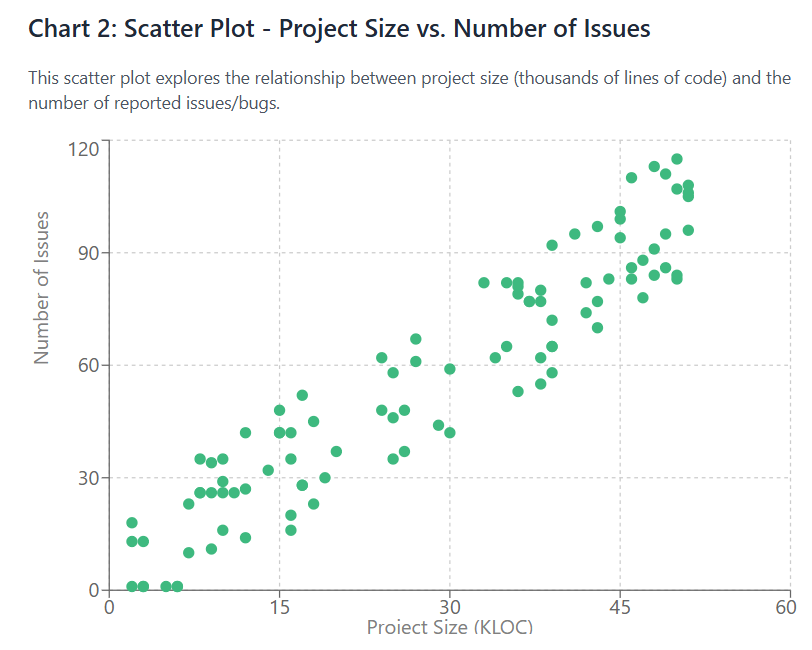 Chart 2: Scatter Plot - Project Size vs. Number of Issues
This scatter plot explores the relationship between project size (thousands of lines of code) and the
number of reported issues/bugs.
120
90
60
30
0
Number of Issues
0 15 30 45 60
Project Size (KLOC)